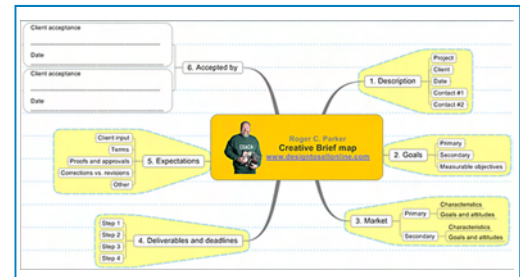 Client acceptance
Date
Client acceptance
Date
6. Accepted by
1. Description
Project
Client
Date
Contact #1
Contact #2
COACH
Roger C. Parker
Creative Brief map
www.designtosellonline.com
2. Goals
Primary
Secondary
Measurable objectives
3. Market
Primary
Characteristics
Goals and attitudes
Secondary
Characteristics
Goals and attitudes
4. Deliverables and deadlines
Step 1
Step 2
Step 3
Step 4
5. Expectations
Client input
Terms
Proofs and approvals
Corrections vs. revisions
Other